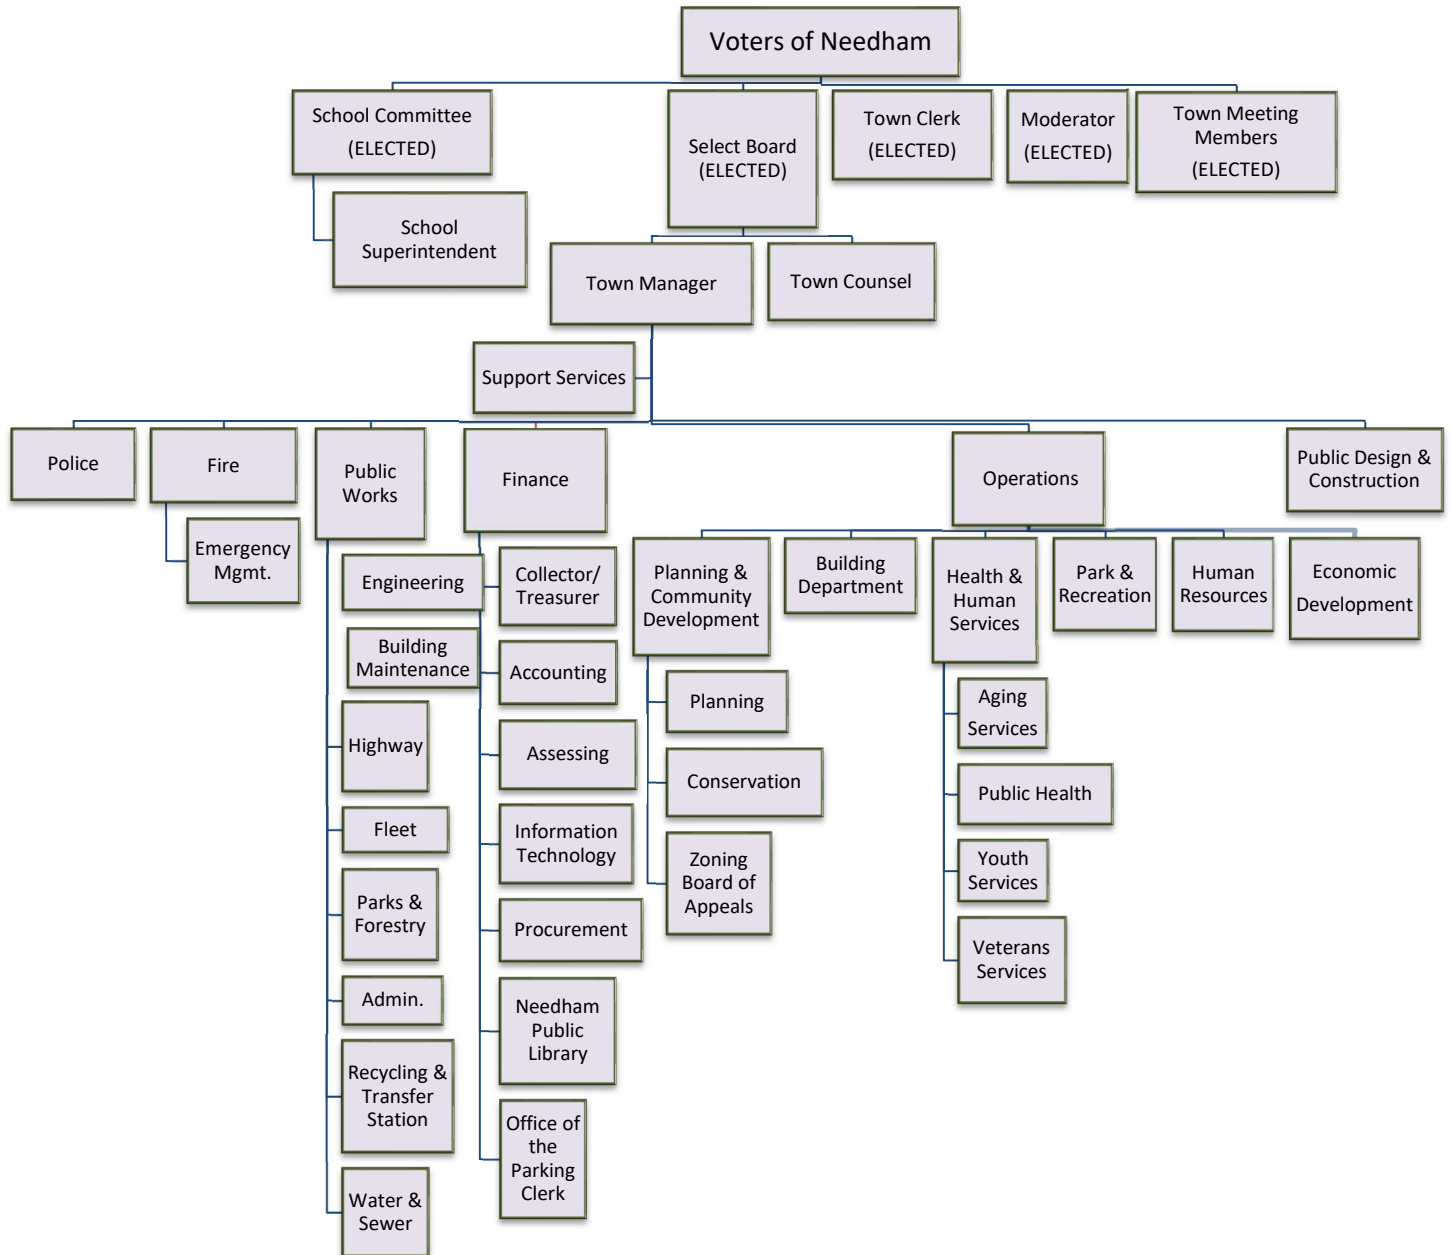 Voters of Needham
School Committee
(ELECTED)
Select Board
(ELECTED)
Town Clerk
(ELECTED)
Moderator
(ELECTED)
Town Meeting
Members
(ELECTED)
School
Superintendent
Town Manager
Town Counsel
Support Services
Police
Fire
Public
Works
Finance
Operations
Public Design &
Construction
Emergency
Mgmt.
Engineering
Building
Maintenance
Highway
Fleet
Parks &
Forestry
Admin.
Recycling &
Transfer
Station
Water &
Sewer
Collector/
Treasurer
Accounting
Assessing
Information
Technology
Procurement
Needham
Public
Library
Office of
the
Parking
Clerk
Planning &
Community
Development
Planning
Conservation
Zoning
Board of
Appeals
Building
Department
Health &
Human
Services
Aging
Services
Public Health
Youth
Services
Veterans
Services
Park &
Recreation
Human
Resources
Economic
Development